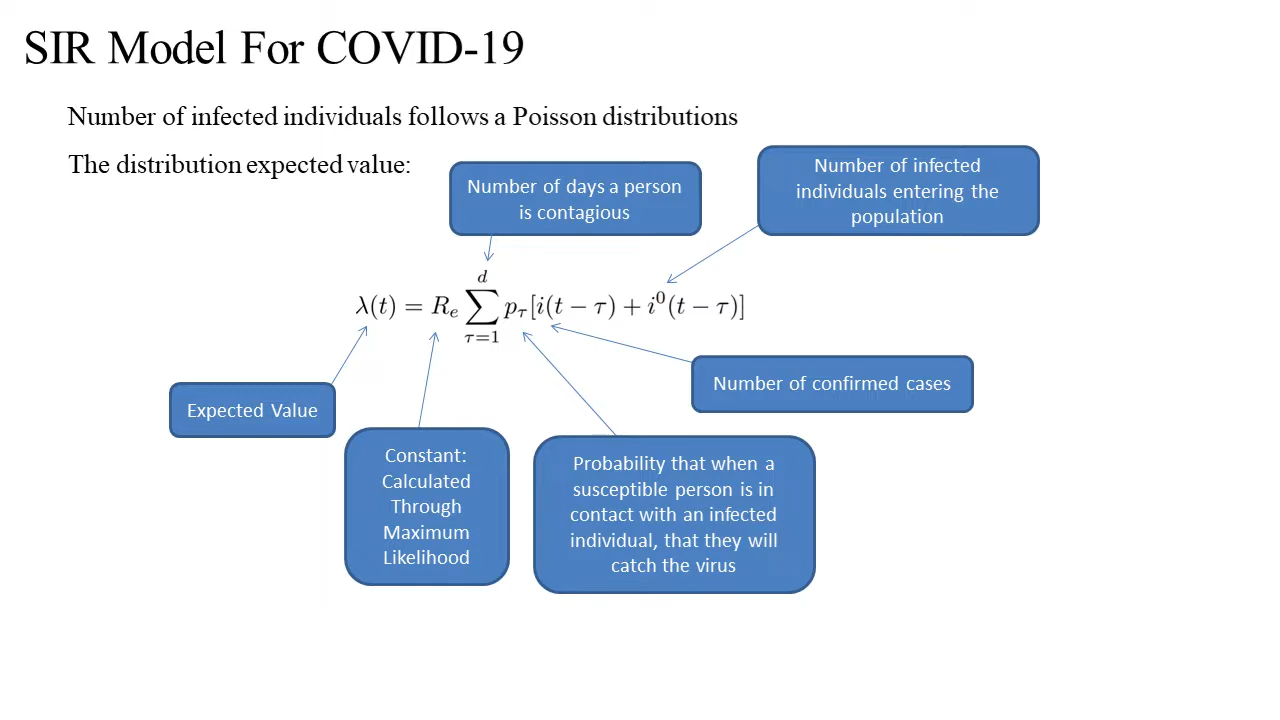 SIR Model For COVID-19
Number of infected individuals follows a Poisson distributions
The distribution expected value:
Number of days a person
is contagious
Number of infected
individuals entering the
population
λ(t) = R_e \sum_{τ=1}^{d} p_τ[i(t − τ) + i^0(t − τ)]
Number of confirmed cases
Expected Value
Constant:
Calculated
Through
Maximum
Likelihood
Probability that when a
susceptible person is in
contact with an infected
individual, that they will
catch the virus